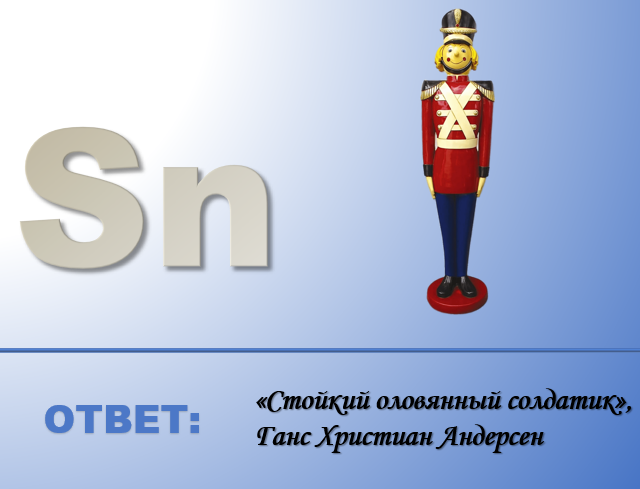 Sn
ОТВЕТ:
«Стойкий оловянный солдатик»,
Ганс Христиан Андерсен